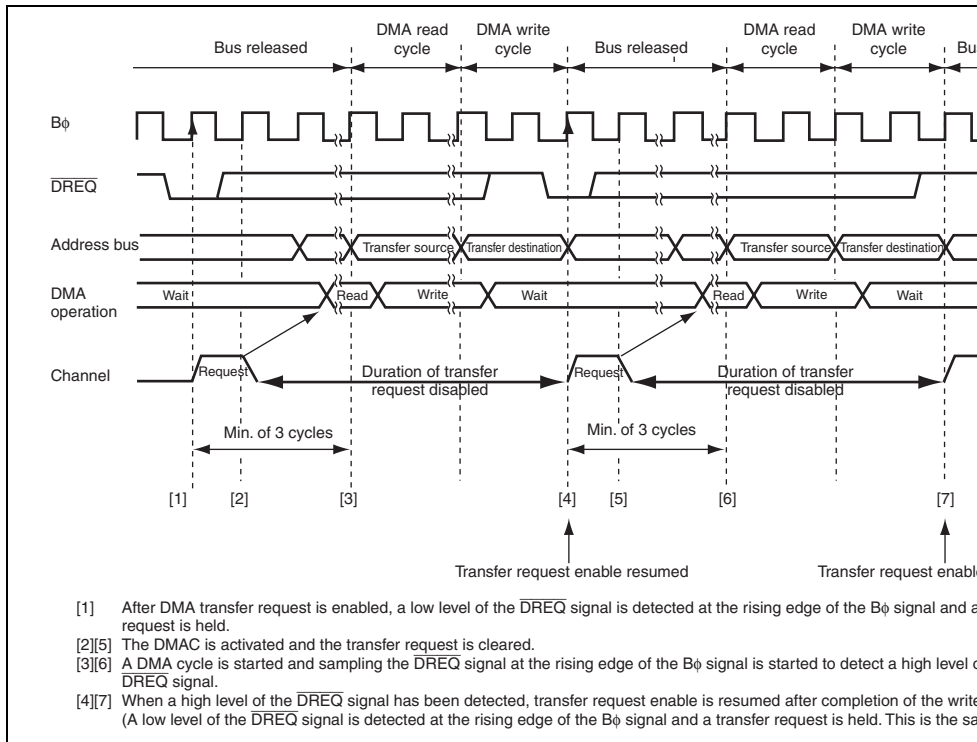 Bus released DMA read cycle DMA write cycle Bus released DMA read cycle DMA write cycle Bu
Bϕ
DREQ
Address bus Transfer source Transfer destination Transfer source Transfer destination
DMA operation Wait Read Write Wait Read Write Wait
Channel Request Duration of transfer request disabled Request Duration of transfer request disabled
Min. of 3 cycles Min. of 3 cycles
[1] [2] [3] [4] [5] [6] [7]
Transfer request enable resumed Transfer request enable
[1] After DMA transfer request is enabled, a low level of the DREQ signal is detected at the rising edge of the Bϕ signal and a
request is held.
[2][5] The DMAC is activated and the transfer request is cleared.
[3][6] A DMA cycle is started and sampling the DREQ signal at the rising edge of the Bϕ signal is started to detect a high level o
DREQ signal.
[4][7] When a high level of the DREQ signal has been detected, transfer request enable is resumed after completion of the write
(A low level of the DREQ signal is detected at the rising edge of the Bϕ signal and a transfer request is held. This is the sa